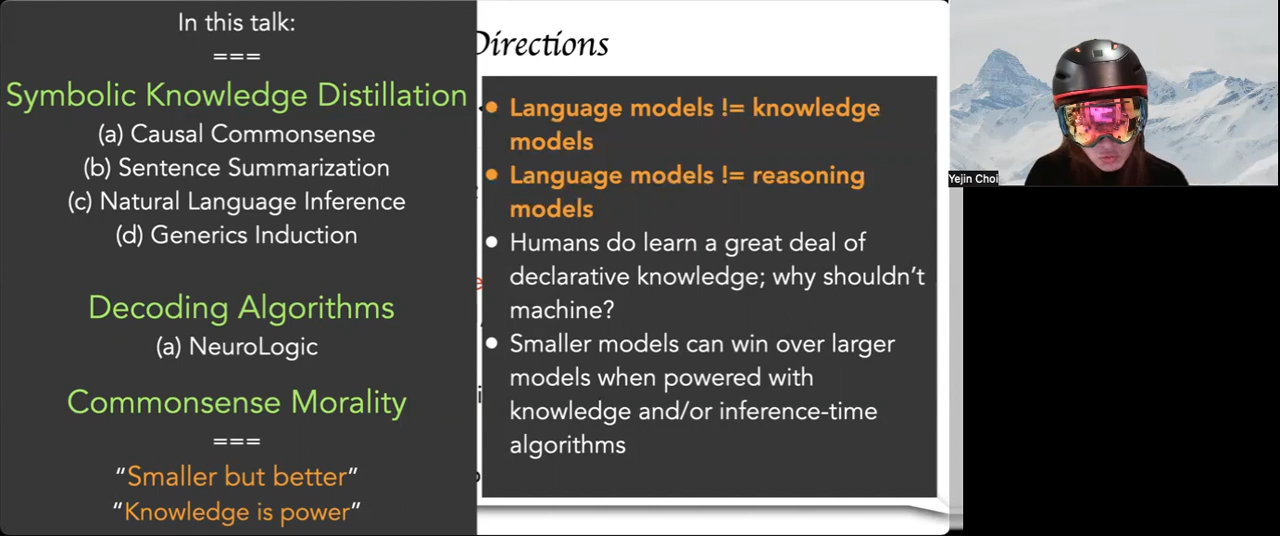 In this talk:
===
Symbolic Knowledge Distillation
(a) Causal Commonsense
(b) Sentence Summarization
(c) Natural Language Inference
(d) Generics Induction
Decoding Algorithms
(a) NeuroLogic
Commonsense Morality
===
“Smaller but better”
“Knowledge is power”
Directions
• Language models != knowledge
models
• Language models != reasoning
models
• Humans do learn a great deal of
declarative knowledge; why shouldn’t
machine?
• Smaller models can win over larger
models when powered with
knowledge and/or inference-time
algorithms
Yejin Choi